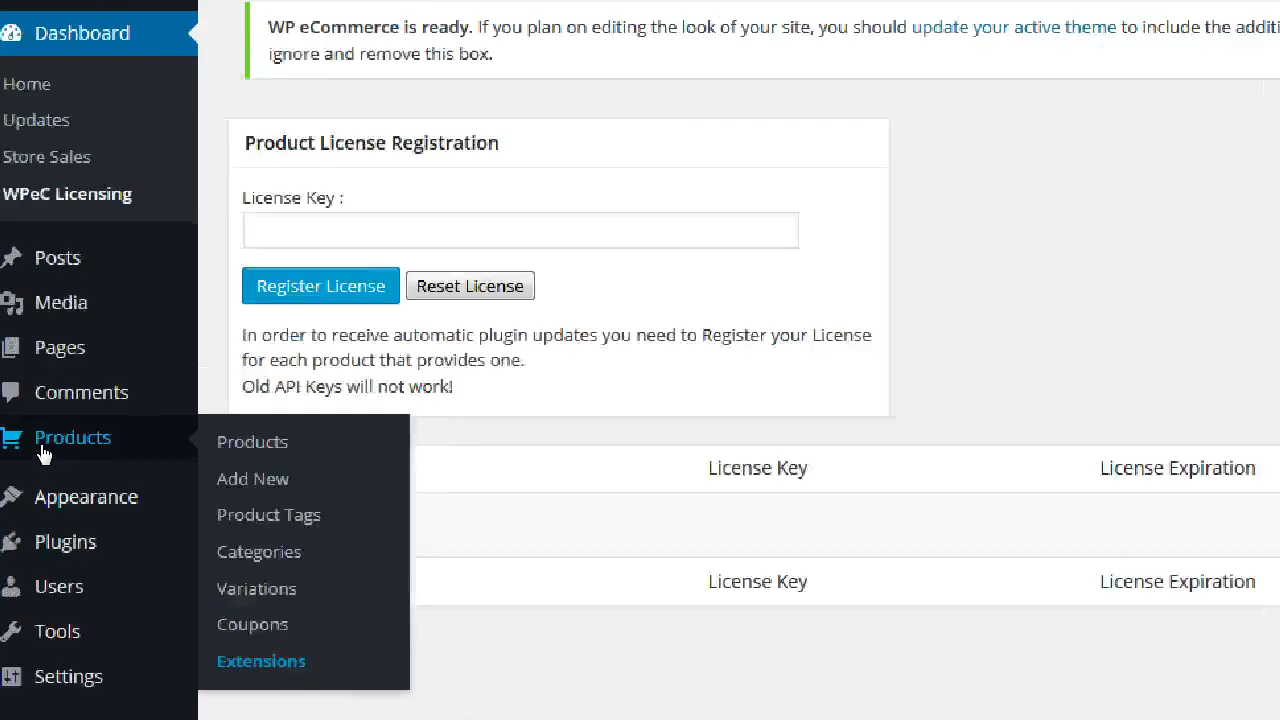 Dashboard
Home
Updates
Store Sales
WPeC Licensing
Posts
Media
Pages
Comments
Products
Appearance
Plugins
Users
Tools
Settings
Products
Add New
Product Tags
Categories
Variations
Coupons
Extensions
WP eCommerce is ready. If you plan on editing the look of your site, you should update your active theme to include the additi
ignore and remove this box.
Product License Registration
License Key :
Register License Reset License
In order to receive automatic plugin updates you need to Register your License
for each product that provides one.
Old API Keys will not work!
License Key License Expiration
License Key License Expiration